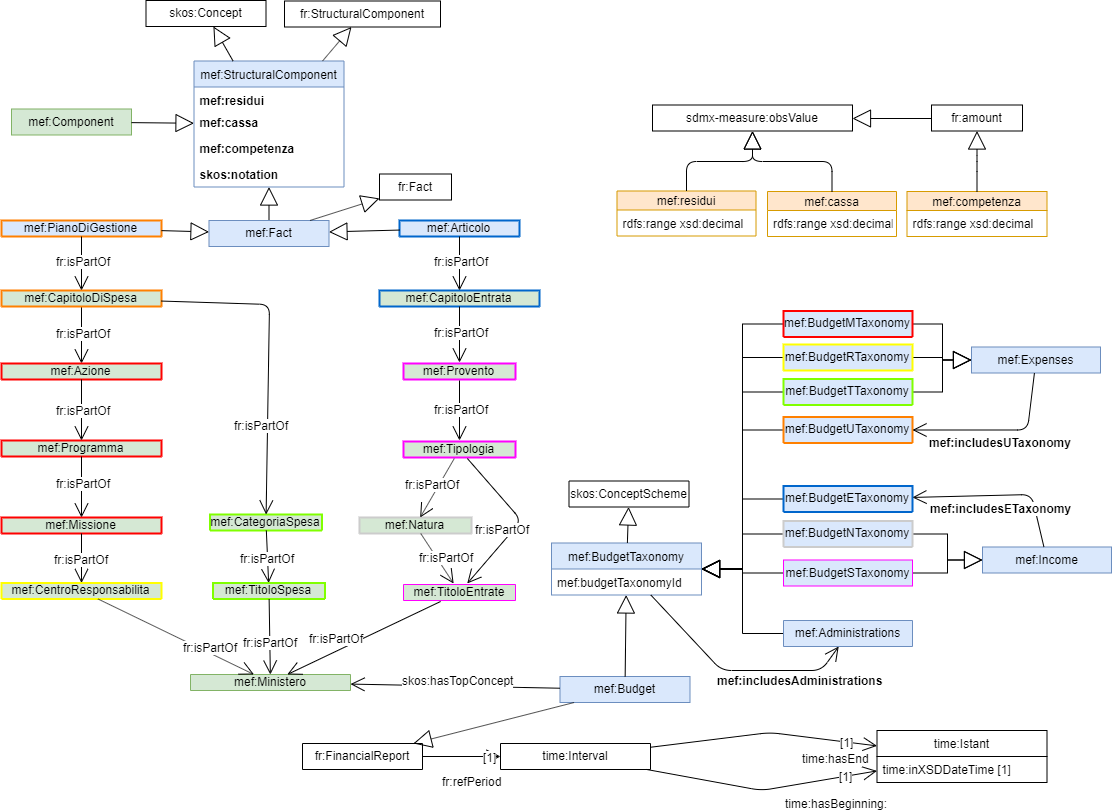 skos:Concept
fr:StructuralComponent
mef:StructuralComponent
mef:residui
mef:cassa
mef:competenza
skos:notation
mef:Component
sdmx-measure:obsValue
fr:amount
mef:residui
rdfs:range xsd:decimal
mef:cassa
rdfs:range xsd:decimal
mef:competenza
rdfs:range xsd:decimal
fr:Fact
mef:PianoDiGestione
mef:Fact
mef:Articolo
fr:isPartOf
fr:isPartOf
mef:CapitoloDiSpesa
mef:CapitoloEntrata
fr:isPartOf
fr:isPartOf
mef:Azione
mef:Provento
fr:isPartOf
fr:isPartOf
fr:isPartOf
mef:Programma
mef:Tipologia
fr:isPartOf
fr:isPartOf
mef:Missione
mef:CategoriaSpesa
mef:Natura
fr:isPartOf
fr:isPartOf
fr:isPartOf
fr:isPartOf
mef:CentroResponsabilita
mef:TitoloSpesa
mef:TitoloEntrate
fr:isPartOf
fr:isPartOf
fr:isPartOf
mef:Ministero
skos:hasTopConcept
mef:BudgetMTaxonomy
mef:BudgetRTaxonomy
mef:BudgetTTaxonomy
mef:BudgetUTaxonomy
mef:Expenses
mef:includesUTaxonomy
mef:BudgetETaxonomy
mef:includesETaxonomy
mef:BudgetNTaxonomy
mef:BudgetSTaxonomy
mef:Income
skos:ConceptScheme
mef:BudgetTaxonomy
mef:budgetTaxonomyId
mef:Administrations
mef:includesAdministrations
mef:Budget
fr:FinancialReport
[1]
fr:refPeriod
time:Interval
[1]
time:hasEnd
[1]
time:hasBeginning:
time:Istant
time:inXSDDateTime [1]